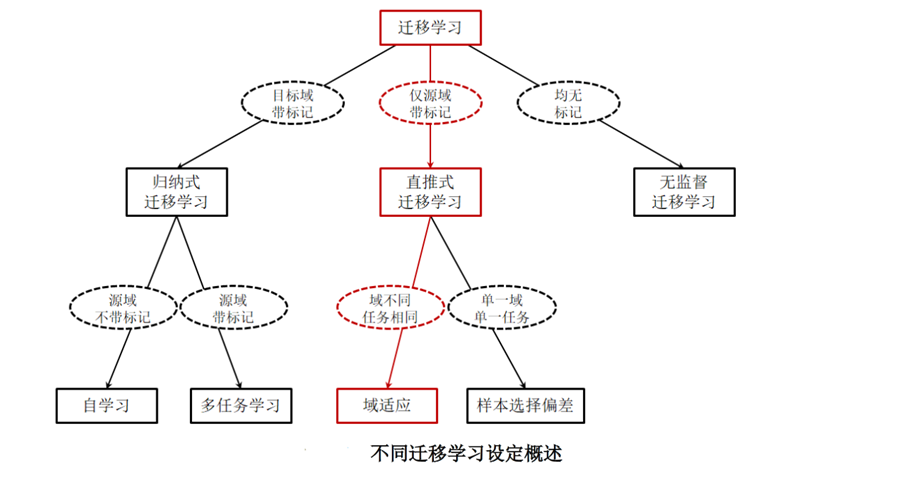 迁移学习
目标域
带标记
仅源域
带标记
均无
标记
归纳式
迁移学习
直推式
迁移学习
无监督
迁移学习
源域
不带标记
源域
带标记
域不同
任务相同
单一域
单一任务
自学习
多任务学习
域适应
样本选择偏差
不同迁移学习设定概述